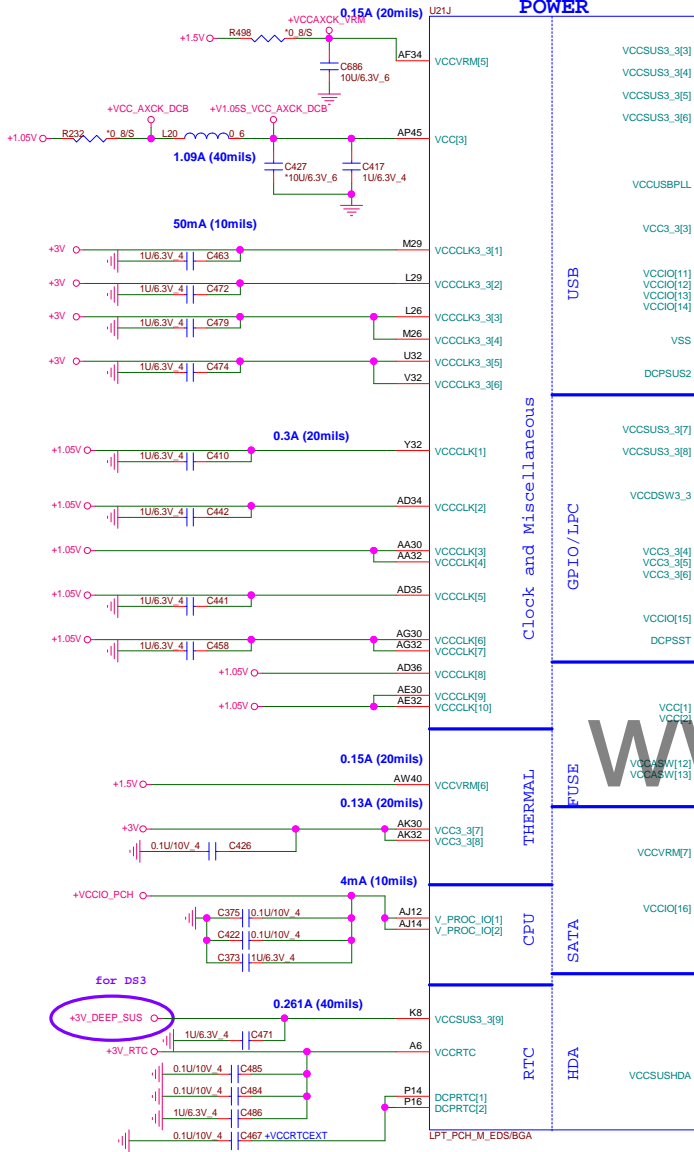 0.15A (20mils)
U21J
POWER
+VCCAXCK_VRM
+1.5V
R498
*0_8/S
AF34
VCCVRM[5]
C686
10U/6.3V_6
VCCSUS3_3[3]
VCCSUS3_3[4]
VCCSUS3_3[5]
VCCSUS3_3[6]
+VCC_AXCK_DCB
+V1.05S_VCC_AXCK_DCB
+1.05V
R232
*0_8/S
L20
0_6
AP45
VCC[3]
1.09A (40mils)
C427
*10U/6.3V_6
C417
1U/6.3V_4
VCCUSBPLL
50mA (10mils)
VCC3_3[3]
+3V
M29
VCCCLK3_3[1]
1U/6.3V_4
C463
+3V
L29
VCCCLK3_3[2]
1U/6.3V_4
C472
+3V
L26
VCCCLK3_3[3]
1U/6.3V_4
C479
M26
VCCCLK3_3[4]
+3V
U32
VCCCLK3_3[5]
1U/6.3V_4
C474
V32
VCCCLK3_3[6]
USB
VCCIO[11]
VCCIO[12]
VCCIO[13]
VCCIO[14]
VSS
DCPSUS2
0.3A (20mils)
+1.05V
Y32
VCCCLK[1]
1U/6.3V_4
C410
+1.05V
AD34
VCCCLK[2]
1U/6.3V_4
C442
+1.05V
AA30
VCCCLK[3]
AA32
VCCCLK[4]
+1.05V
AD35
VCCCLK[5]
1U/6.3V_4
C441
+1.05V
AG30
VCCCLK[6]
1U/6.3V_4
C458
AG32
VCCCLK[7]
+1.05V
AD36
VCCCLK[8]
AE30
VCCCLK[9]
+1.05V
AE32
VCCCLK[10]
Clock and Miscellaneous
GPIO/LPC
VCCSUS3_3[7]
VCCSUS3_3[8]
VCCDSW3_3
VCC3_3[4]
VCC3_3[5]
VCC3_3[6]
VCCIO[15]
DCPSST
VCC[1]
VCC[2]
0.15A (20mils)
+1.5V
AW40
VCCVRM[6]
0.13A (20mils)
+3V
AK30
VCC3_3[7]
AK32
VCC3_3[8]
0.1U/10V_4
C426
THERMAL
FUSE
VCCASW[12]
VCCASW[13]
VCCVRM[7]
4mA (10mils)
+VCCIO_PCH
C375
0.1U/10V_4
AJ12
V_PROC_IO[1]
AJ14
V_PROC_IO[2]
C422
0.1U/10V_4
C373
1U/6.3V_4
CPU
SATA
VCCIO[16]
for DS3
0.261A (40mils)
+3V_DEEP_SUS
K8
VCCSUS3_3[9]
1U/6.3V_4
C471
+3V_RTC
A6
VCCRTC
0.1U/10V_4
C485
0.1U/10V_4
C484
P14
DCPRTC[1]
P16
DCPRTC[2]
1U/6.3V_4
C486
0.1U/10V_4
C467
+VCCRTCEXT
RTC
HDA
VCCSUSHDA
LPT_PCH_M_EDS/BGA